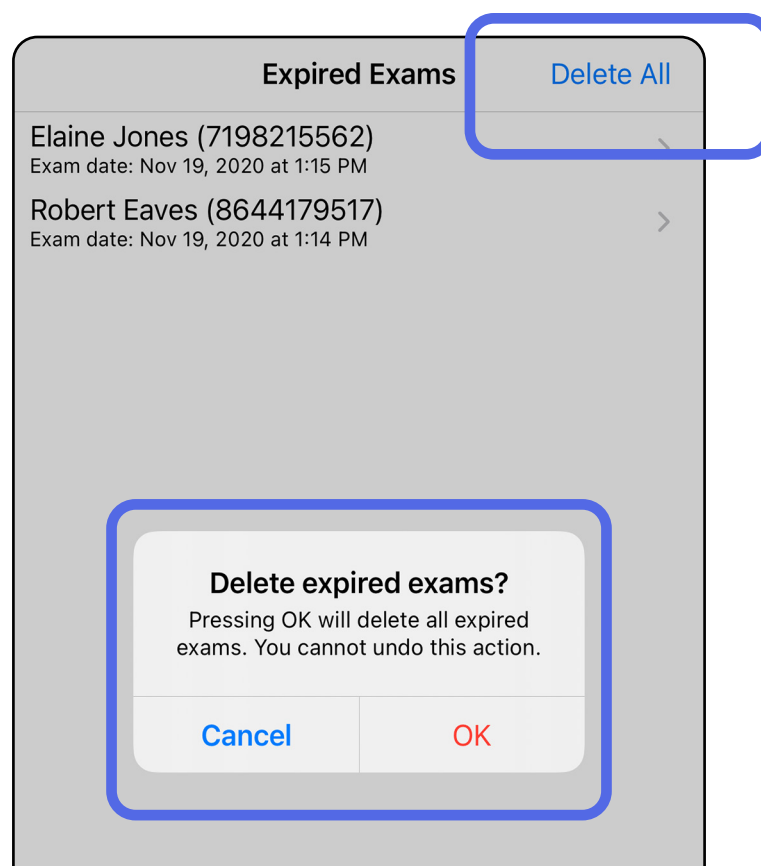 Expired Exams Delete All
Elaine Jones (7198215562)
Exam date: Nov 19, 2020 at 1:15 PM
Robert Eaves (8644179517)
Exam date: Nov 19, 2020 at 1:14 PM
Delete expired exams?
Pressing OK will delete all expired
exams. You cannot undo this action.
Cancel OK